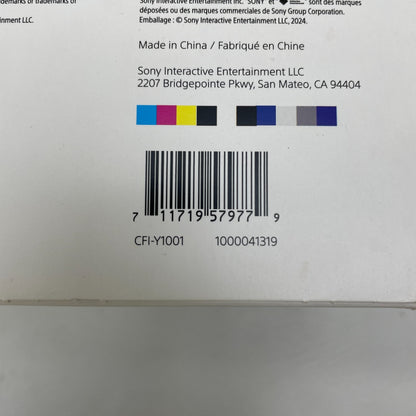 demarks or trademarks of
ainment LLC.
Sony Interactive Entertainment Inc. "SONY" et " " sont des marques
déposées ou des marques commerciales de Sony Group Corporation.
Emballage : © Sony Interactive Entertainment LLC, 2024.
Made in China / Fabriqué en Chine
Sony Interactive Entertainment LLC
2207 Bridgepointe Pkwy, San Mateo, CA 94404
7 11719 57977 9
CFI-Y1001 1000041319